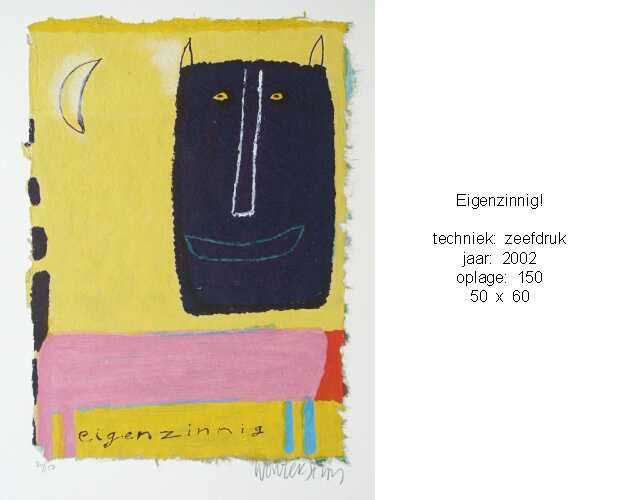 eigenzinnig
Eigenzinnig!
techniek: zeefdruk
jaar: 2002
oplage: 150
50 x 60